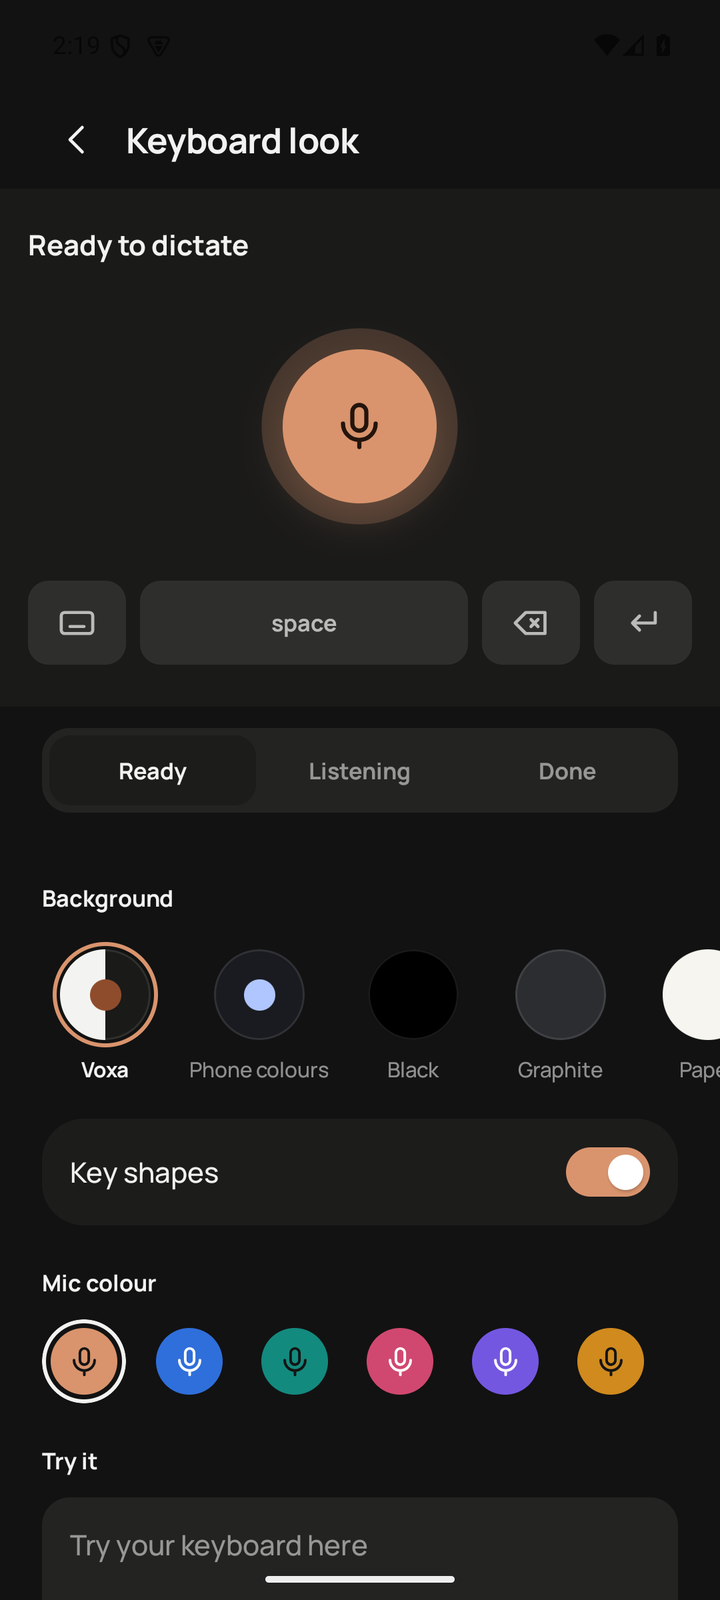 2:19
Keyboard look
Ready to dictate
space
Ready Listening Done
Background
Voxa Phone colours Black Graphite Pape
Key shapes
Mic colour
Try it
Try your keyboard here